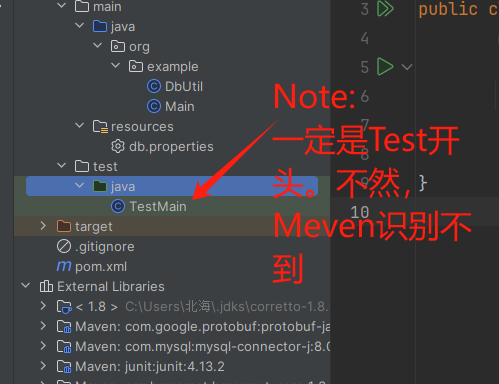 main
java
org
example
DbUtil
Main
resources
db.properties
test
java
TestMain
target
.gitignore
pom.xml
External Libraries
< 1.8 > C:\Users\北海\.jdks\corretto-1.8.
Maven: com.google.protobuf:protobuf-ja
Maven: com.mysql:mysql-connector-j:8.0
Maven: junit:junit:4.13.2
3 public c
4
5
6
7
8
9 }
10
Note:
一定是Test开
头。不然，
Meven识别不
到